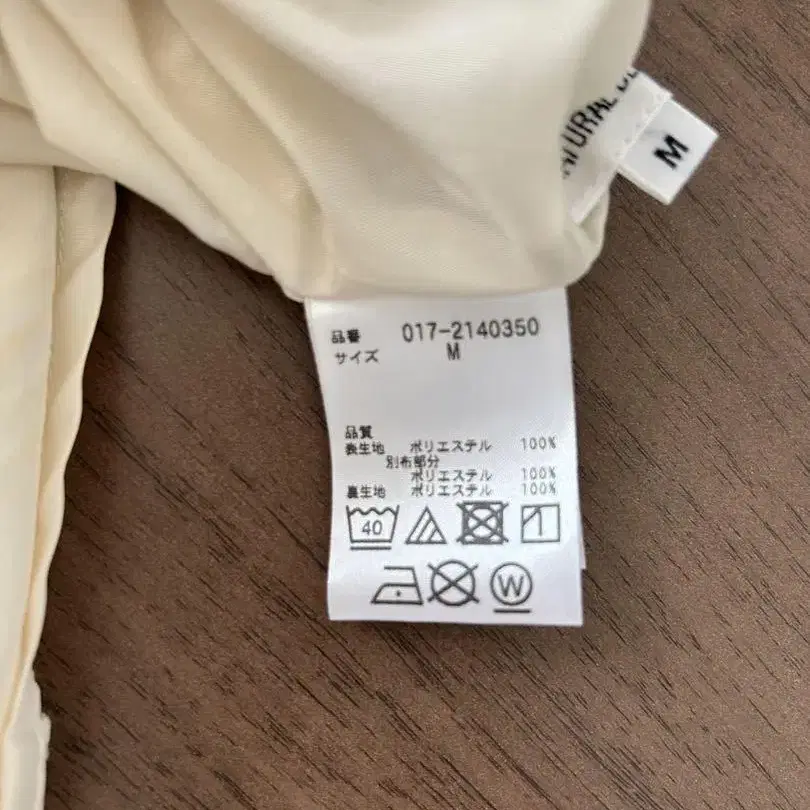 M
品番 017-2140350
サイズ M
品質
表生地 ポリエステル 100%
別布部分
ポリエステル 100%
裏生地 ポリエステル 100%
40
W